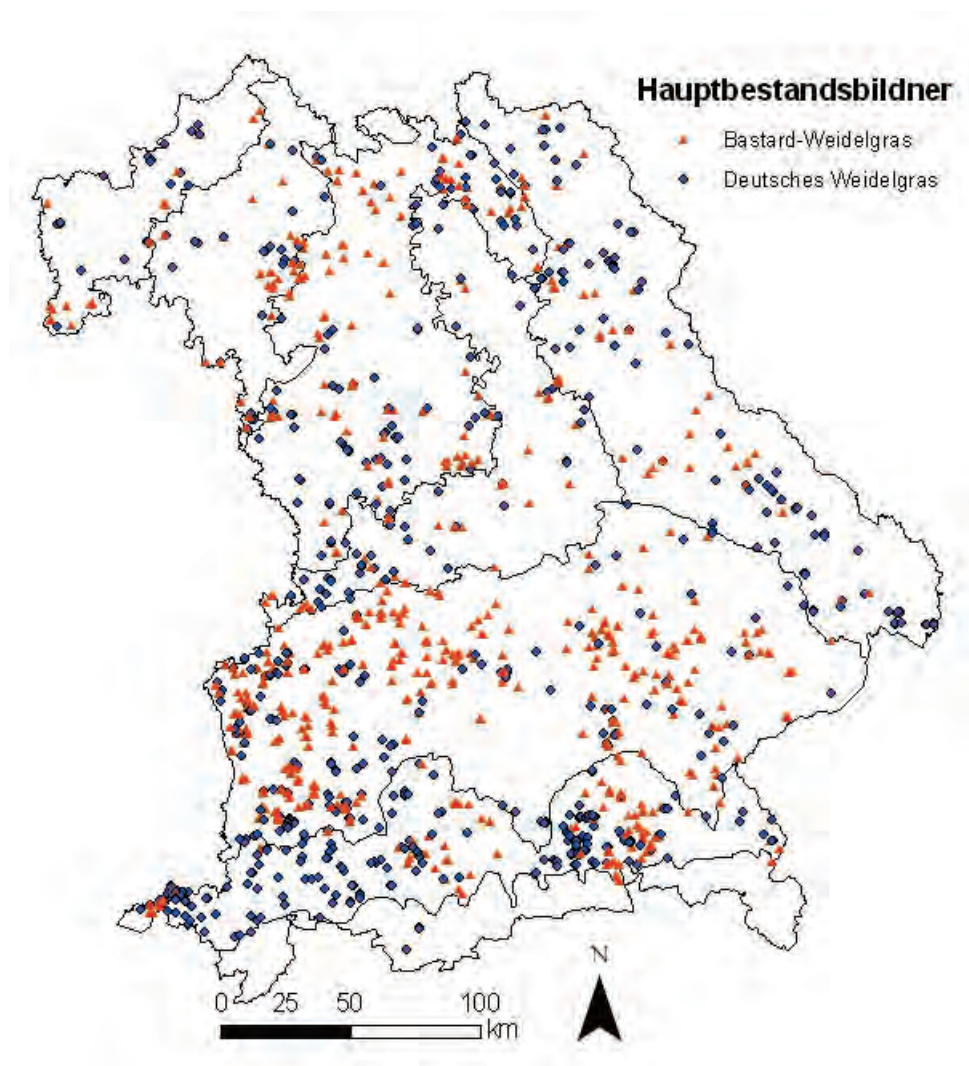 Hauptbestandsbildner
Bastard-Weidelgras
Deutsches Weidelgras
N
0 25 50 100
km